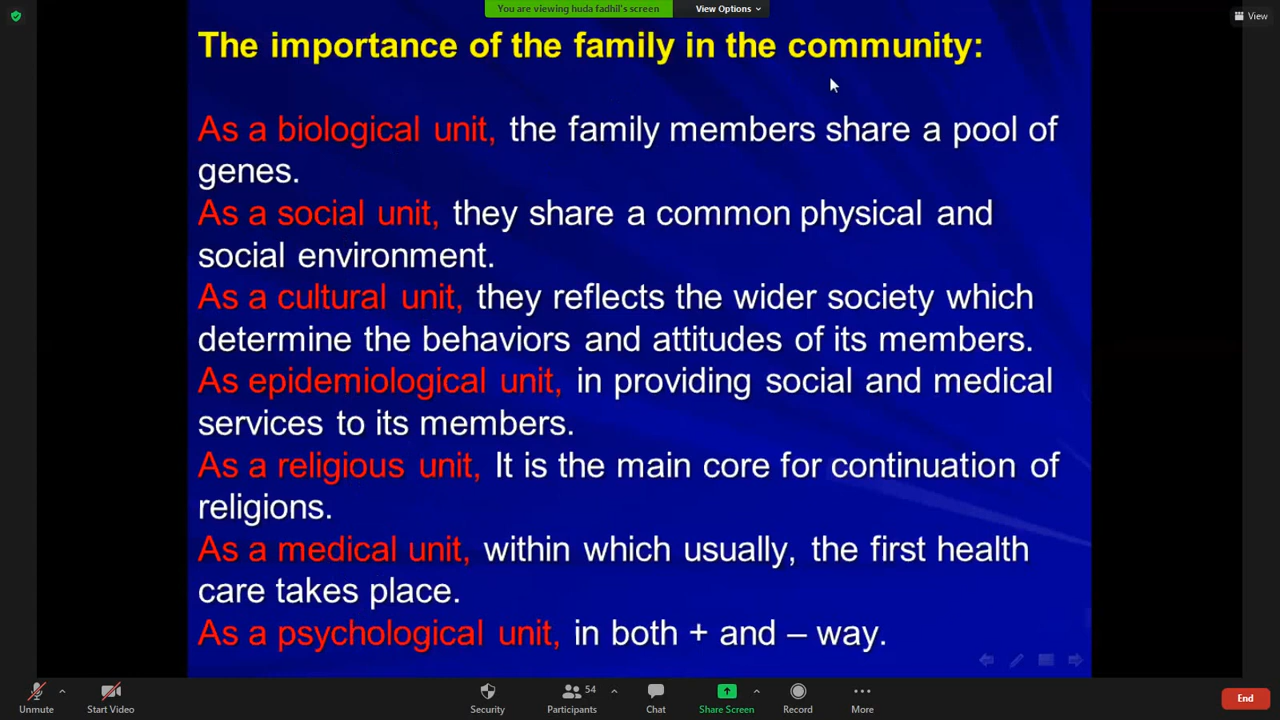 You are viewing huda fadhil's screen
View Options
View
The importance of the family in the community:
As a biological unit, the family members share a pool of
genes.
As a social unit, they share a common physical and
social environment.
As a cultural unit, they reflects the wider society which
determine the behaviors and attitudes of its members.
As epidemiological unit, in providing social and medical
services to its members.
As a religious unit, It is the main core for continuation of
religions.
As a medical unit, within which usually, the first health
care takes place.
As a psychological unit, in both + and – way.
Unmute
Start Video
Security
Participants
54
Chat
Share Screen
Record
More
End